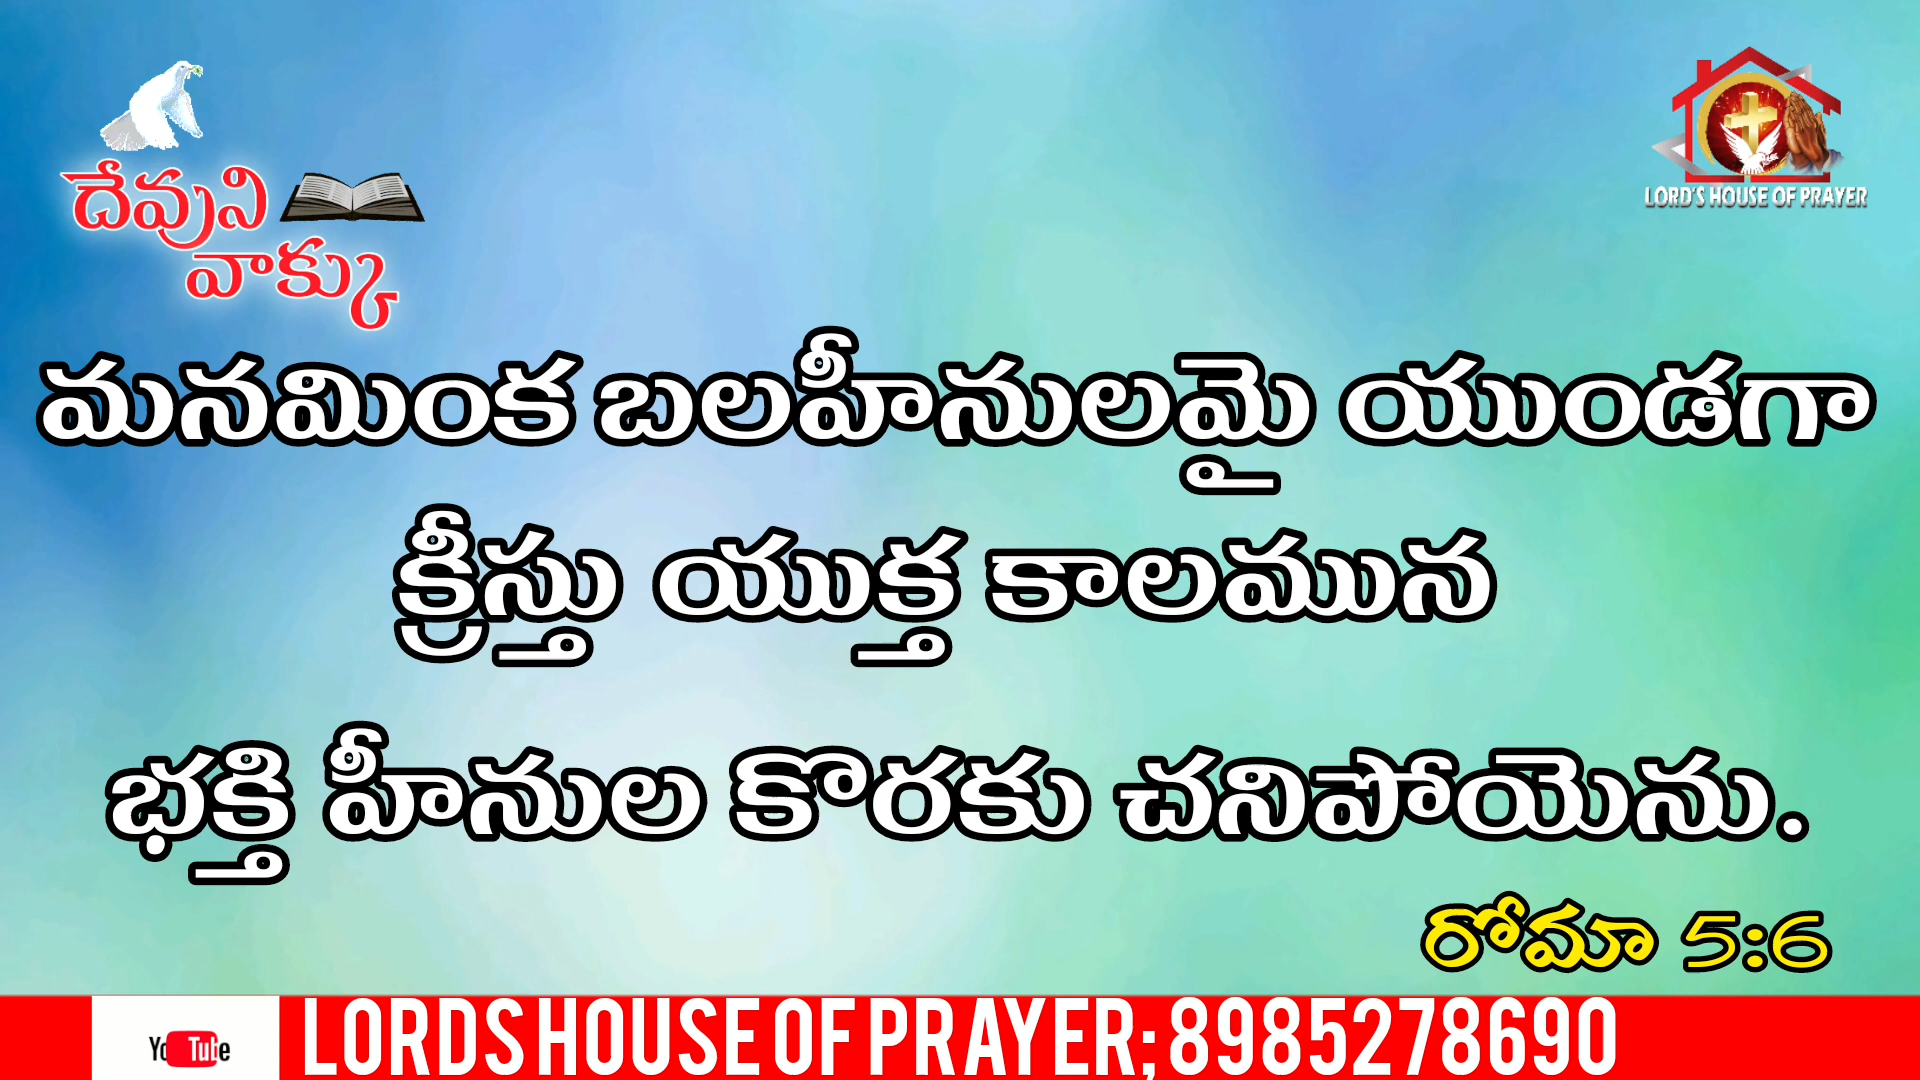 దేవుని
వాక్కు
LORD'S HOUSE OF PRAYER
మనమింక బలహీనులమై యుండగా
క్రీస్తు యుక్త కాలమున
భక్తి హీనుల కొరకు చనిపోయెను.
రోమా 5:6
YouTube
LORDS HOUSE OF PRAYER; 8985278690